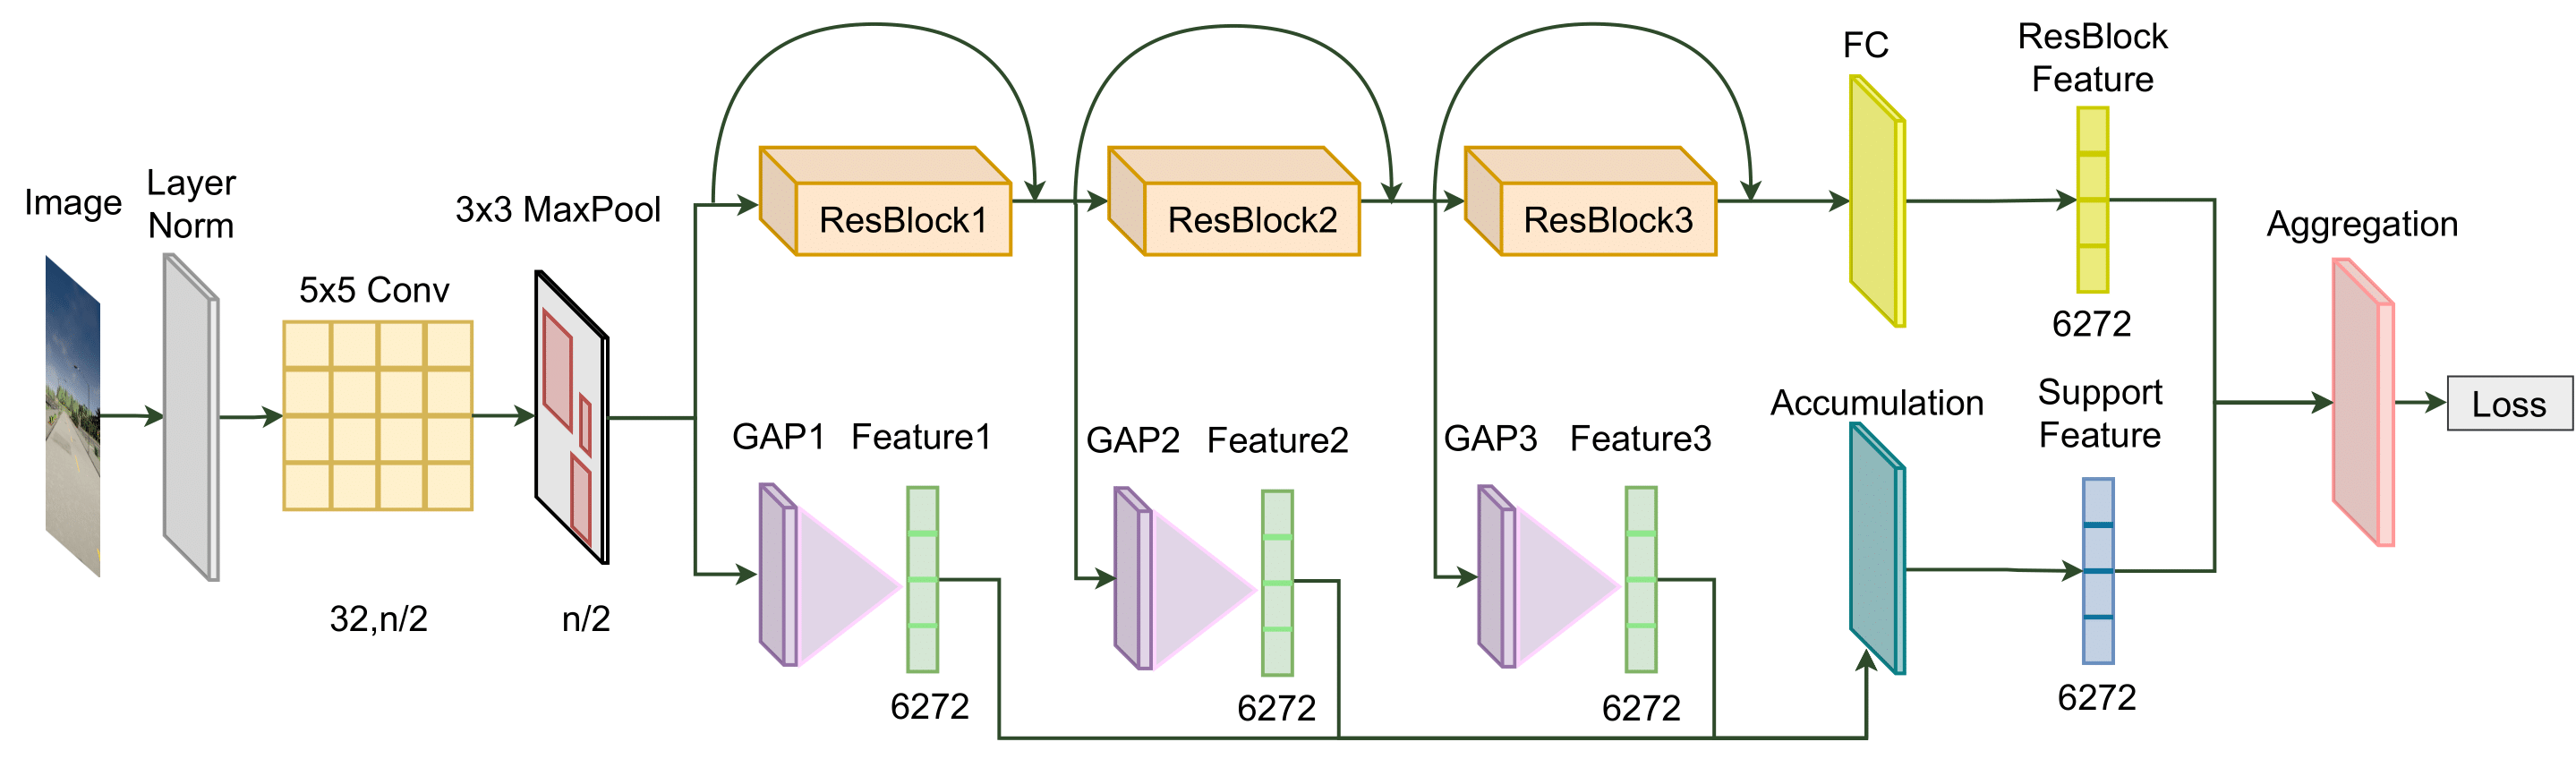 Image
Layer
Norm
5x5 Conv
32,n/2
3x3 MaxPool
n/2
ResBlock1
ResBlock2
ResBlock3
FC
ResBlock
Feature
6272
GAP1
Feature1
6272
GAP2
Feature2
6272
GAP3
Feature3
6272
Accumulation
Support
Feature
6272
Aggregation
Loss